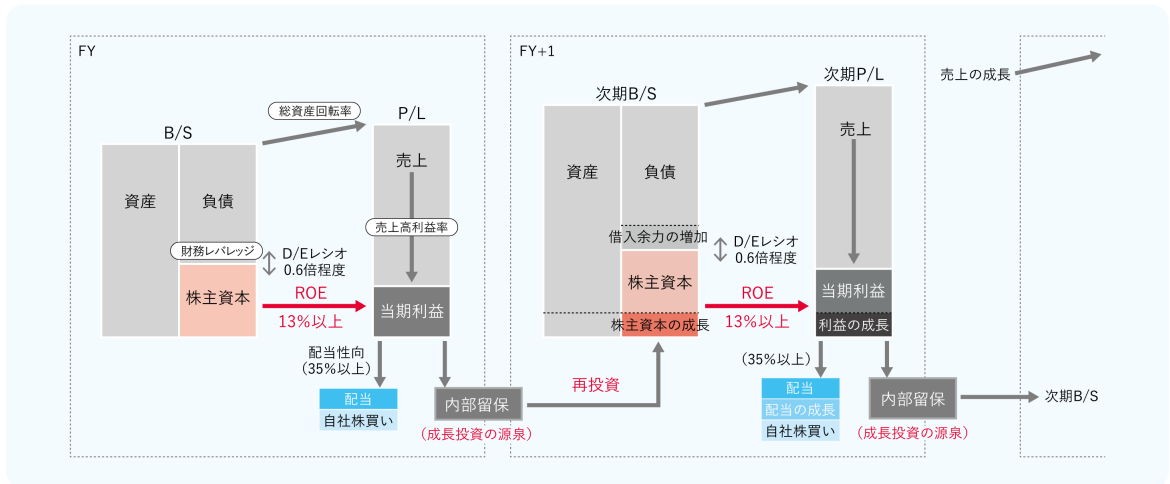 FY
B/S
総資産回転率
P/L
資産
負債
売上
売上高利益率
財務レバレッジ
D/Eレシオ
0.6倍程度
株主資本
ROE
13%以上
当期利益
配当性向
(35%以上)
配当
自社株買い
内部留保
(成長投資の源泉)
再投資
FY+1
次期B/S
次期P/L
資産
負債
売上
借入余力の増加
D/Eレシオ
0.6倍程度
株主資本
ROE
13%以上
株主資本の成長
当期利益
利益の成長
(35%以上)
配当
配当の成長
自社株買い
内部留保
(成長投資の源泉)
売上の成長
次期B/S